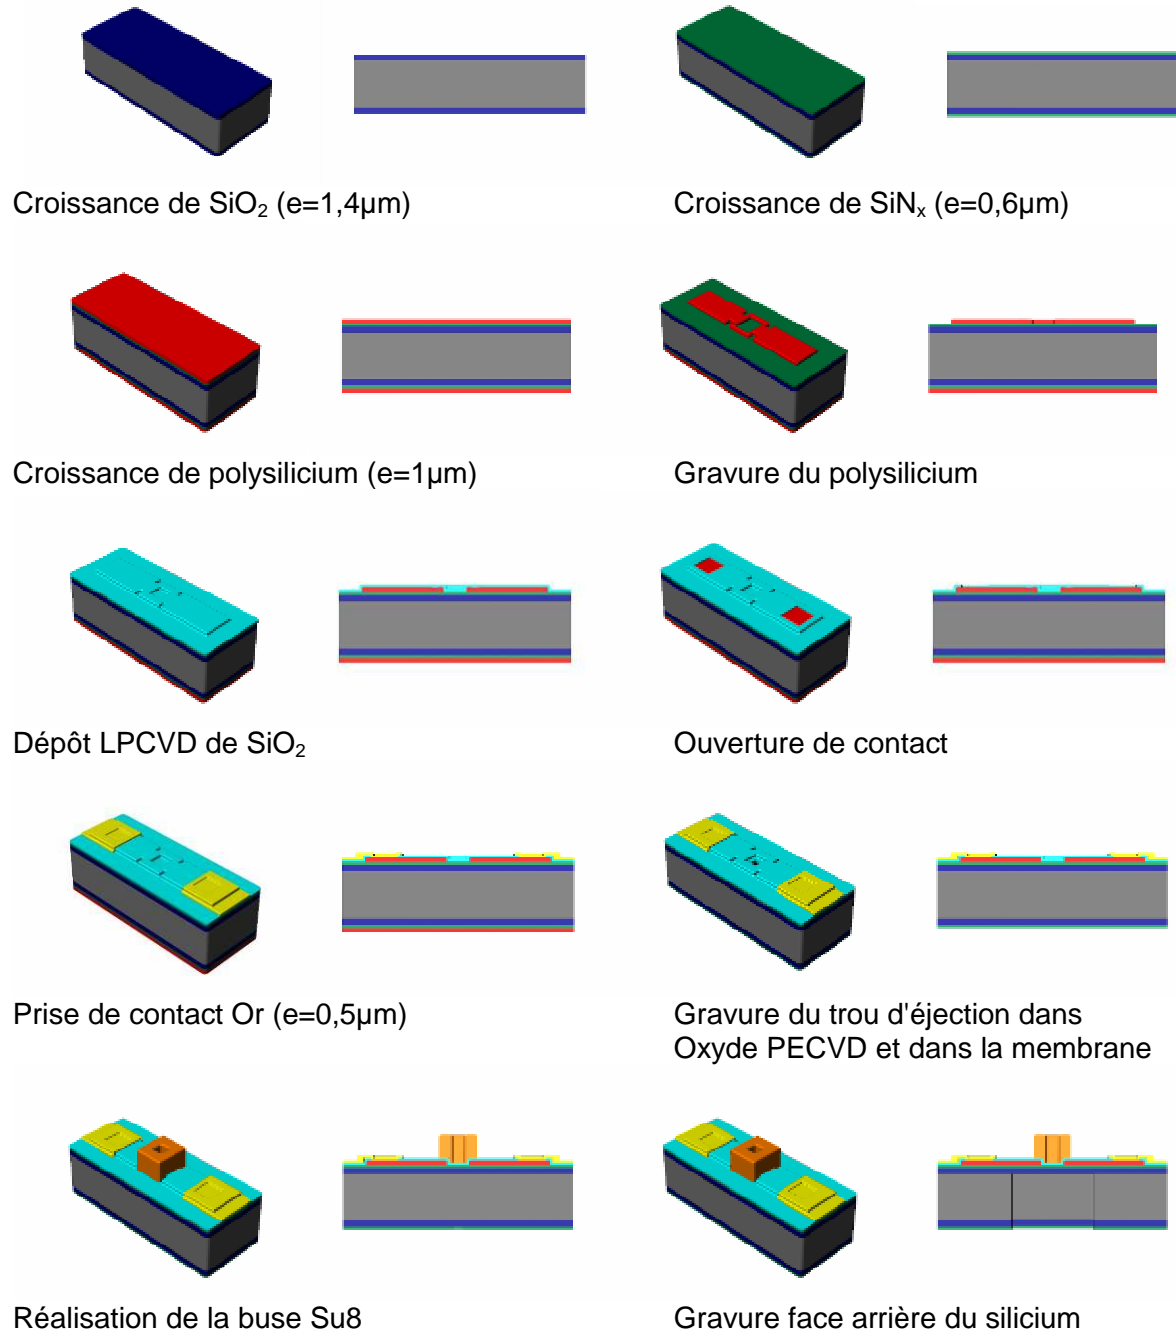 Croissance de SiO₂ (e=1,4µm)
Croissance de SiNₓ (e=0,6µm)
Croissance de polysilicium (e=1µm)
Gravure du polysilicium
Dépôt LPCVD de SiO₂
Ouverture de contact
Prise de contact Or (e=0,5µm)
Gravure du trou d'éjection dans
Oxyde PECVD et dans la membrane
Réalisation de la buse Su8
Gravure face arrière du silicium